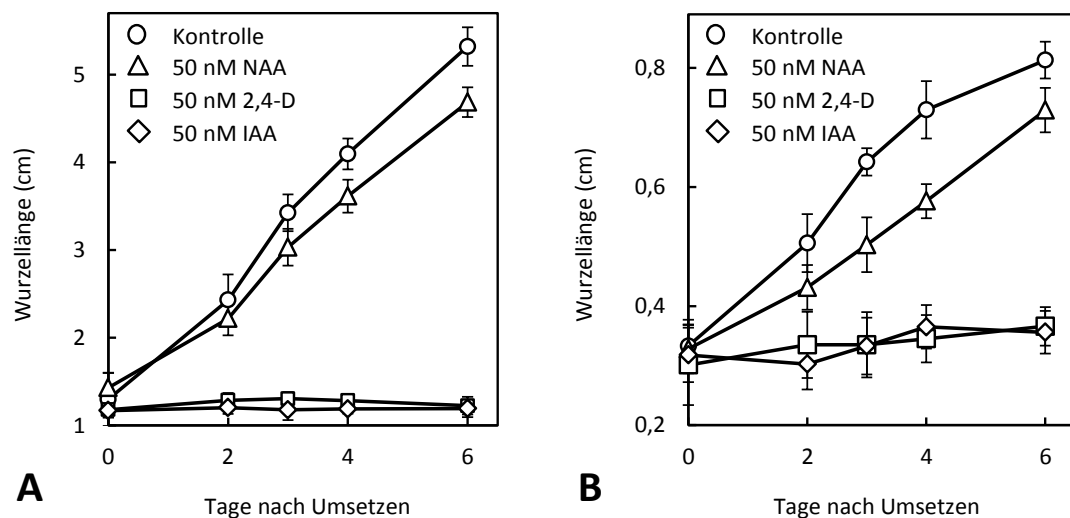 Kontrolle
50 nM NAA
50 nM 2,4-D
50 nM IAA
Wurzellänge (cm)
5
4
3
2
1
0 2 4 6
Tage nach Umsetzen
A
Kontrolle
50 nM NAA
50 nM 2,4-D
50 nM IAA
Wurzellänge (cm)
0,8
0,6
0,4
0,2
0 2 4 6
Tage nach Umsetzen
B